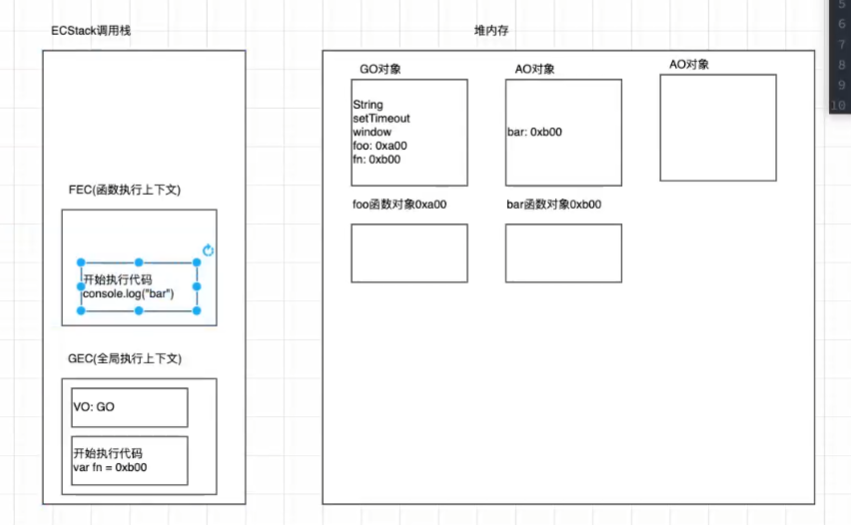 ECStack调用栈
堆内存
GO对象
AO对象
AO对象
String
setTimeout
window
foo: 0xa00
fn: 0xb00
bar: 0xb00
foo函数对象0xa00
bar函数对象0xb00
FEC(函数执行上下文)
开始执行代码
console.log("bar")
GEC(全局执行上下文)
VO: GO
开始执行代码
var fn = 0xb00
5
6
7
8
9
10